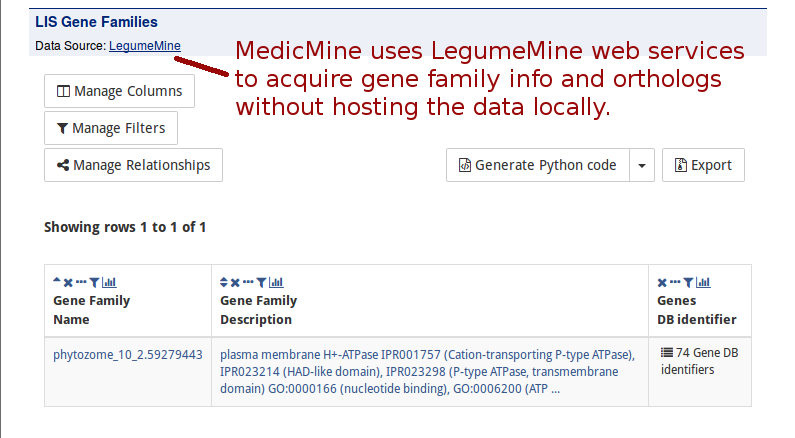 LIS Gene Families
Data Source: LegumeMine
MedicMine uses LegumeMine web services
to acquire gene family info and orthologs
without hosting the data locally.
Manage Columns
Manage Filters
Manage Relationships
Generate Python code
Export
Showing rows 1 to 1 of 1
Gene Family
Name
Gene Family
Description
Genes
DB identifier
phytozome_10_2.59279443
plasma membrane H+-ATPase IPR001757 (Cation-transporting P-type ATPase),
IPR023214 (HAD-like domain), IPR023298 (P-type ATPase, transmembrane
domain) GO:0000166 (nucleotide binding), GO:0006200 (ATP ...
74 Gene DB
identifiers